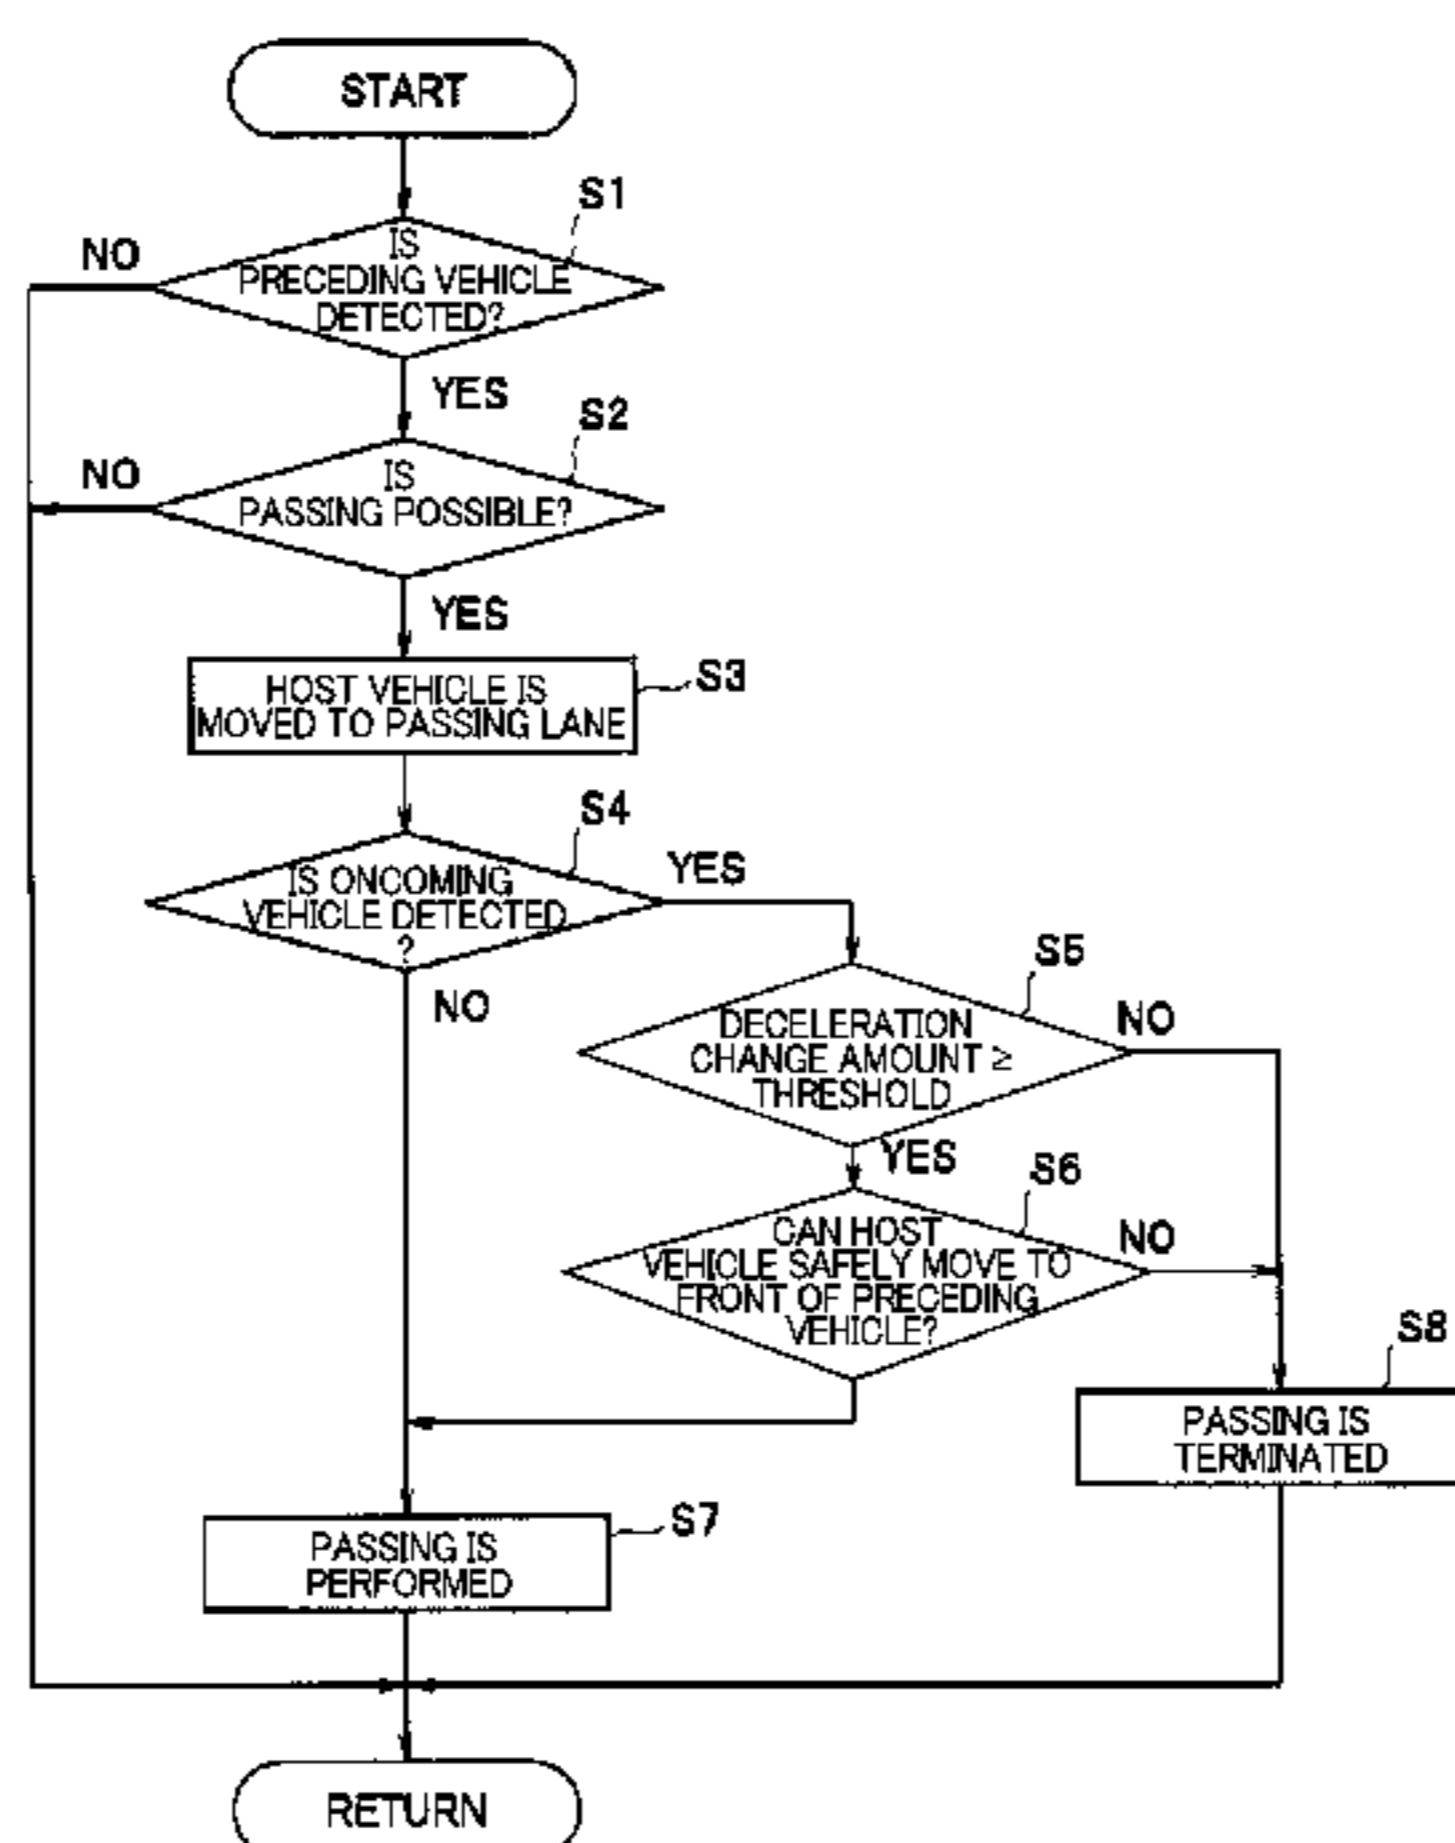 START
S1
NO
IS
PRECEDING VEHICLE
DETECTED?
YES
S2
NO
IS
PASSING POSSIBLE?
YES
HOST VEHICLE IS
MOVED TO PASSING LANE
S3
S4
IS ONCOMING
VEHICLE DETECTED
?
YES
NO
S5
DECELERATION
CHANGE AMOUNT ≥
THRESHOLD
NO
YES
S6
CAN HOST
VEHICLE SAFELY MOVE TO
FRONT OF PRECEDING
VEHICLE?
NO
S8
PASSING IS
TERMINATED
S7
PASSING IS
PERFORMED
RETURN